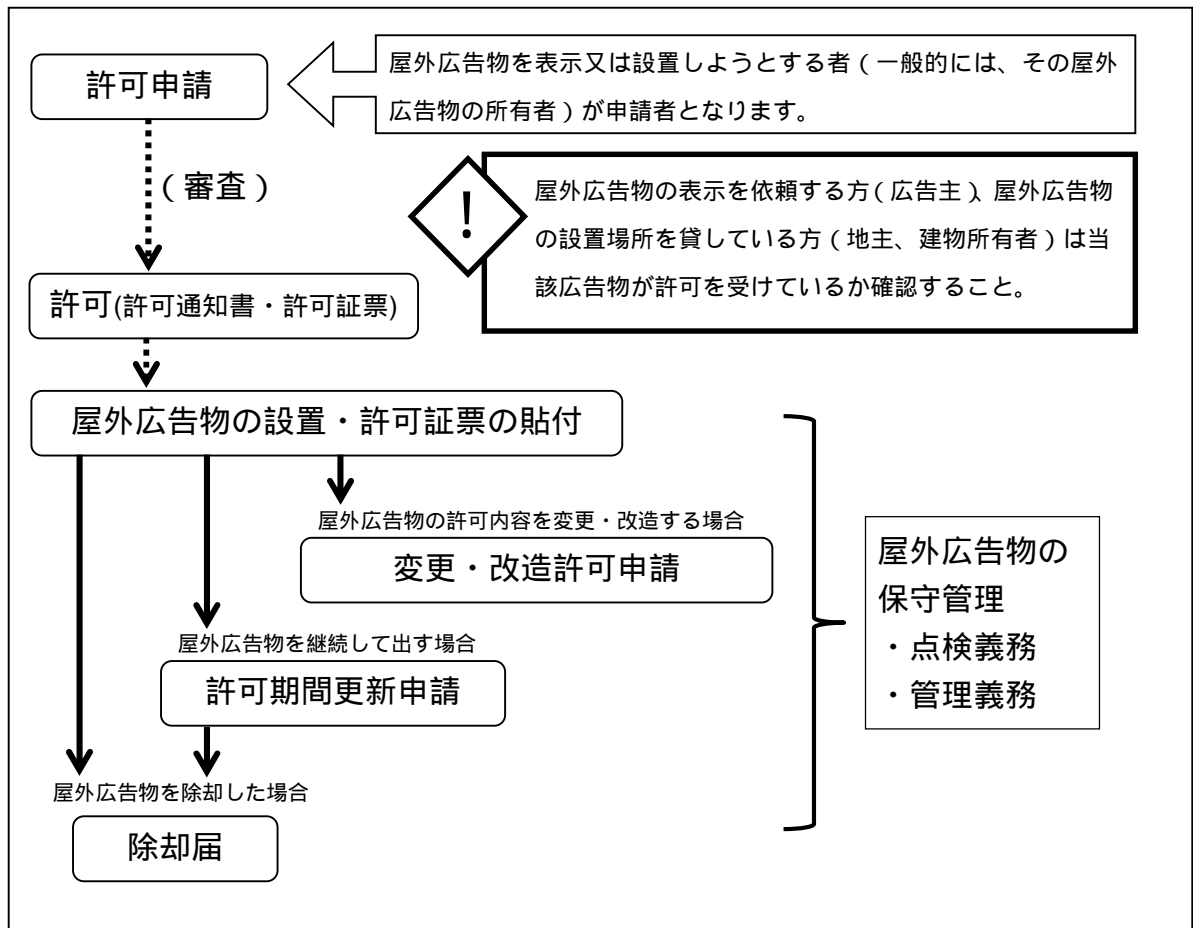 許可申請
屋外広告物を表示又は設置しようとする者（一般的には、その屋外
広告物の所有者）が申請者となります。
（審査）
!
屋外広告物の表示を依頼する方（広告主）、屋外広告物
の設置場所を貸している方（地主、建物所有者）は当
該広告物が許可を受けているか確認すること。
許可(許可通知書・許可証票)
屋外広告物の設置・許可証票の貼付
屋外広告物の許可内容を変更・改造する場合
変更・改造許可申請
屋外広告物の
保守管理
・点検義務
・管理義務
屋外広告物を継続して出す場合
許可期間更新申請
屋外広告物を除却した場合
除却届